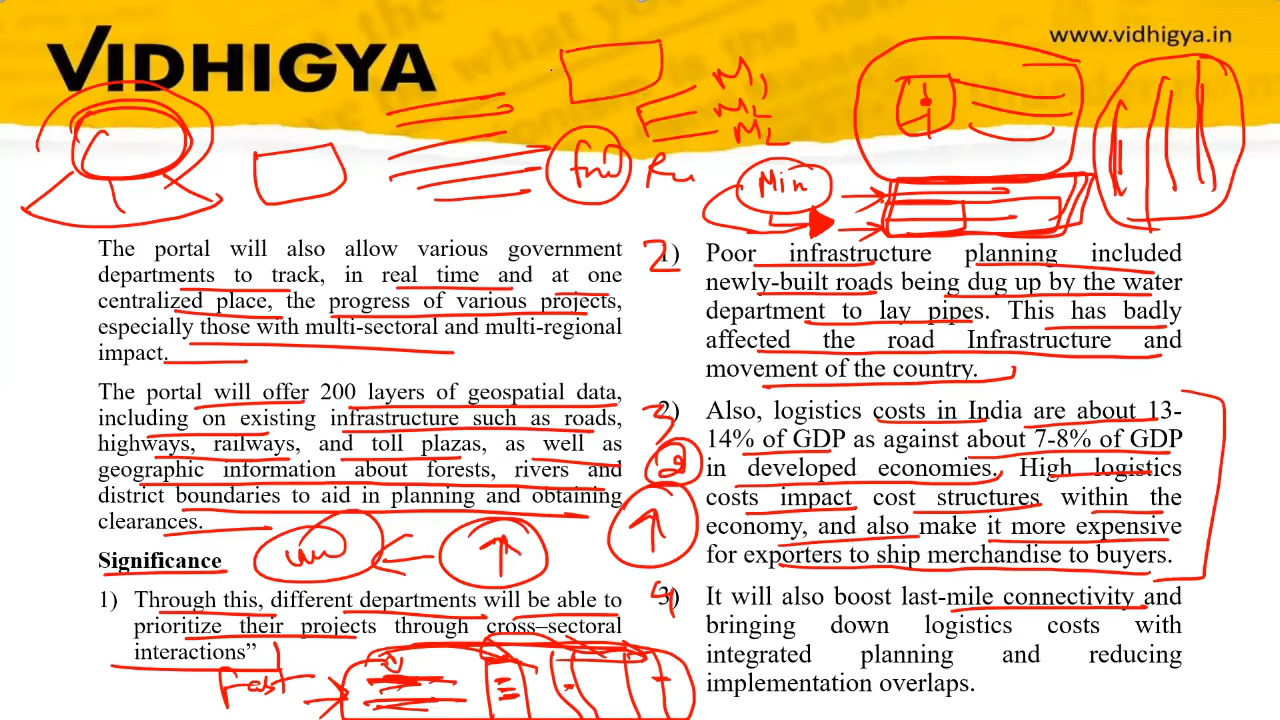 VIDHIGYA
www.vidhigya.in
M1
M2
Min
The portal will also allow various government
departments to track, in real time and at one
centralized place, the progress of various projects,
especially those with multi-sectoral and multi-regional
impact.
The portal will offer 200 layers of geospatial data,
including on existing infrastructure such as roads,
highways, railways, and toll plazas, as well as
geographic information about forests, rivers and
district boundaries to aid in planning and obtaining
clearances.
Significance
1) Through this, different departments will be able to
prioritize their projects through cross–sectoral
interactions”
Fast
2
1) Poor infrastructure planning included
newly-built roads being dug up by the water
department to lay pipes. This has badly
affected the road Infrastructure and
movement of the country.
3
2) Also, logistics costs in India are about 13-
14% of GDP as against about 7-8% of GDP
in developed economies. High logistics
costs impact cost structures within the
economy, and also make it more expensive
for exporters to ship merchandise to buyers.
4
3) It will also boost last-mile connectivity and
bringing down logistics costs with
integrated planning and reducing
implementation overlaps.